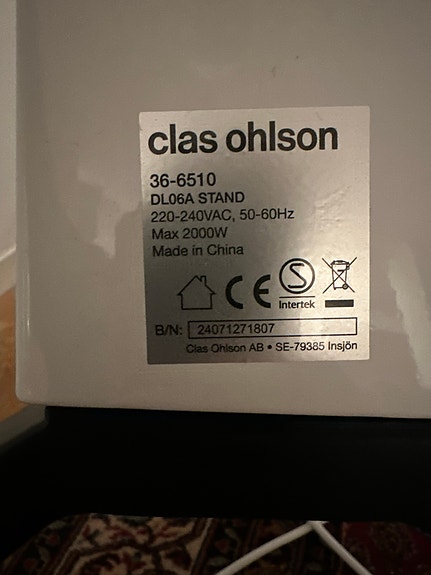 clas ohlson
36-6510
DL06A STAND
220-240VAC, 50-60Hz
Max 2000W
Made in China
CE S
Intertek
B/N: 24071271807
Clas Ohlson AB • SE-79385 Insjön